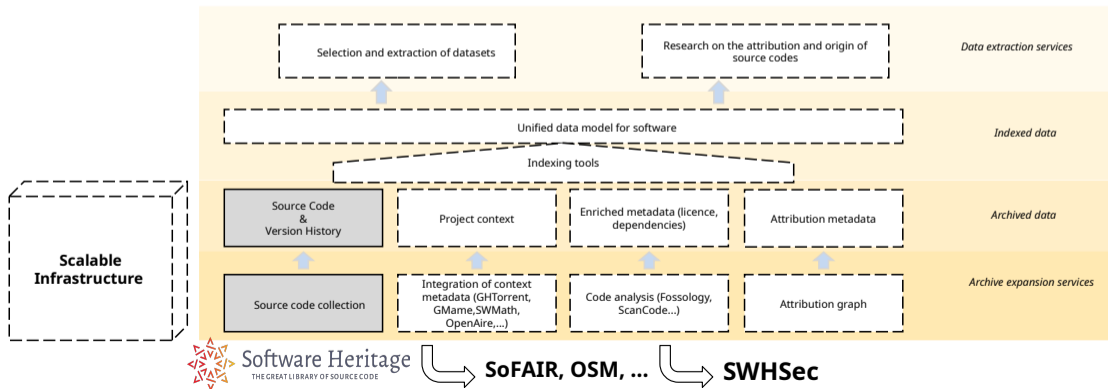 Selection and extraction of datasets
Research on the attribution and origin of
source codes
Data extraction services
Unified data model for software
Indexed data
Indexing tools
Source Code
&
Version History
Project context
Enriched metadata (licence,
dependencies)
Attribution metadata
Archived data
Scalable
Infrastructure
Source code collection
Integration of context
metadata (GHTorrent,
GMame,SWMath,
OpenAire,...)
Code analysis (Fossology,
ScanCode...)
Attribution graph
Archive expansion services
Software Heritage
THE GREAT LIBRARY OF SOURCE CODE
SoFAIR, OSM, ...
SWHSec